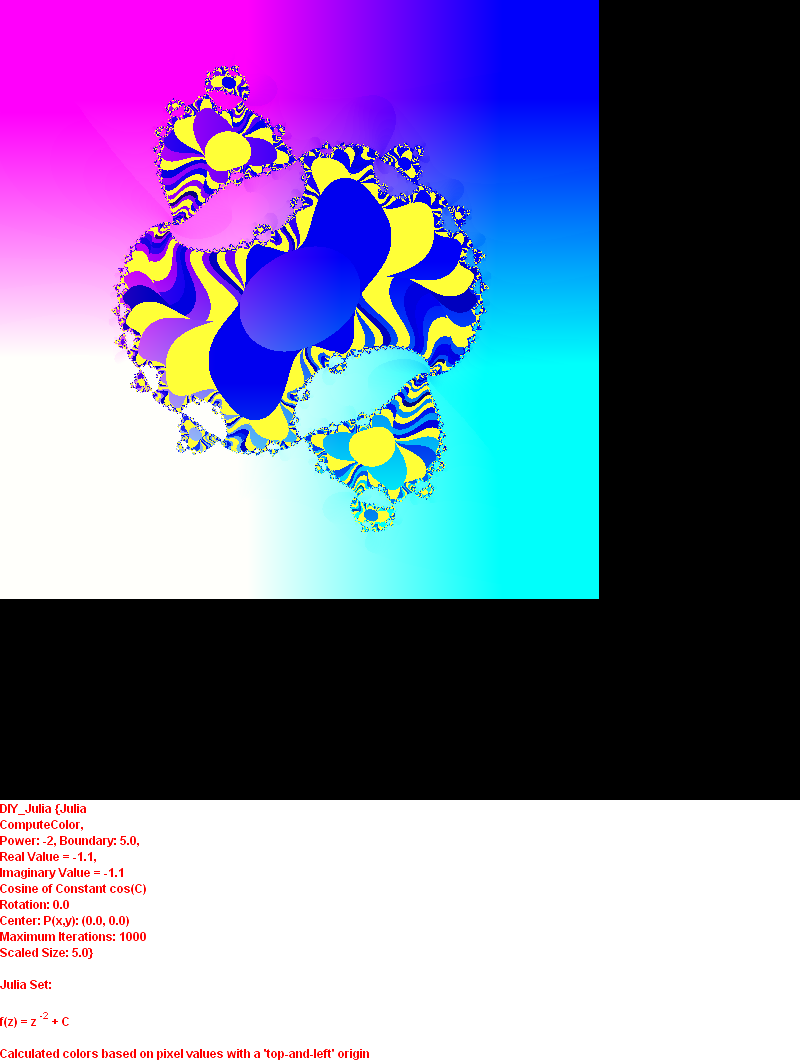 DIY_Julia {Julia
ComputeColor,
Power: -2, Boundary: 5.0,
Real Value = -1.1,
Imaginary Value = -1.1
Cosine of Constant cos(C)
Rotation: 0.0
Center: P(x,y): (0.0, 0.0)
Maximum Iterations: 1000
Scaled Size: 5.0}
Julia Set:
f(z) = z -2 + C
Calculated colors based on pixel values with a 'top-and-left' origin